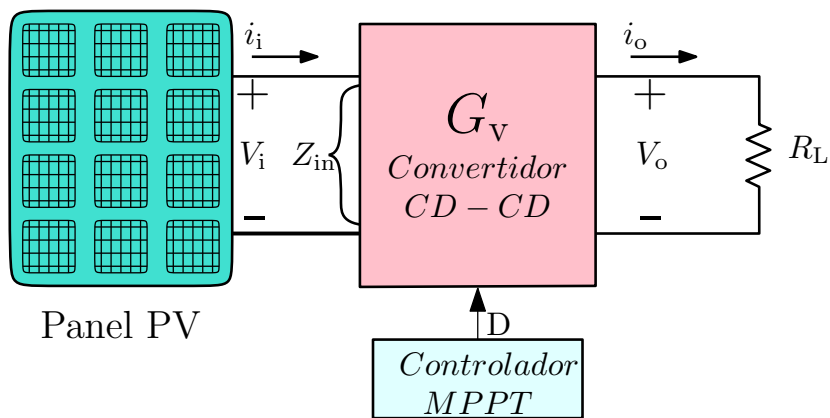 i_i
i_o
+
+
G_v
V_i
Z_in
Convertidor
V_o
R_L
CD − CD
−
−
D
Panel PV
Controlador
MPPT